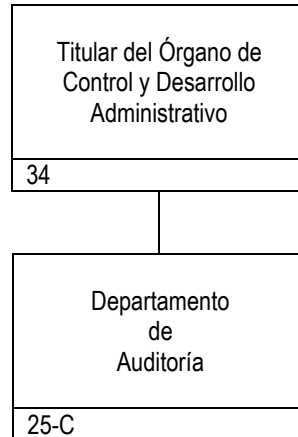 Titular del Órgano de
Control y Desarrollo
Administrativo
34
Departamento
de
Auditoría
25-C